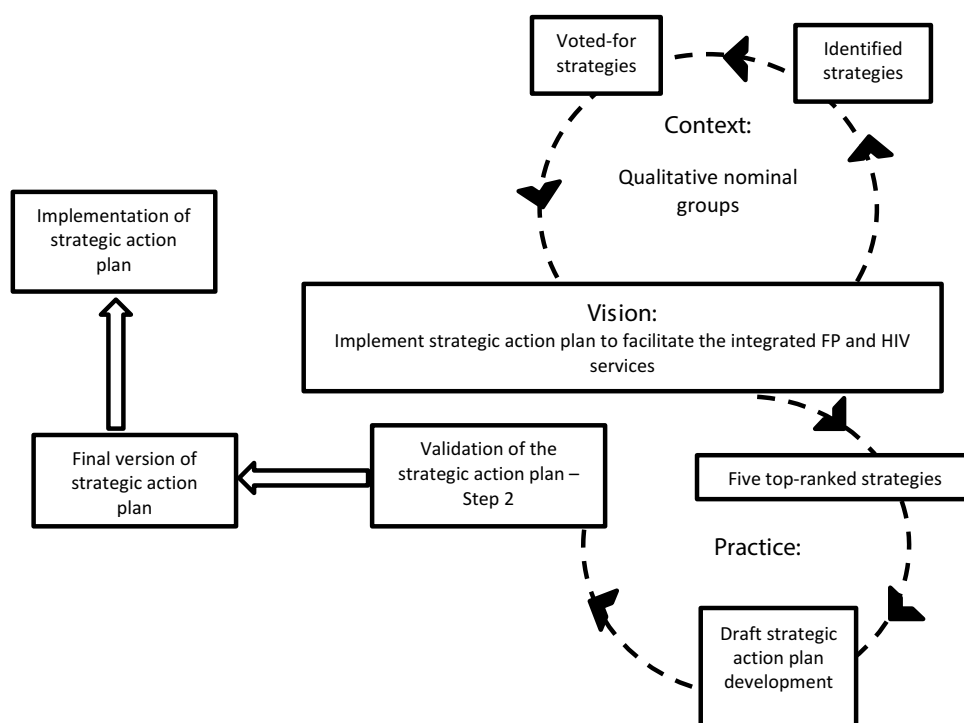 Voted-for
strategies
Identified
strategies
Context:
Qualitative nominal
groups
Implementation of
strategic action
plan
Vision:
Implement strategic action plan to facilitate the integrated FP and HIV
services
Final version of
strategic action
plan
Validation of the
strategic action plan –
Step 2
Five top-ranked strategies
Practice:
Draft strategic
action plan
development